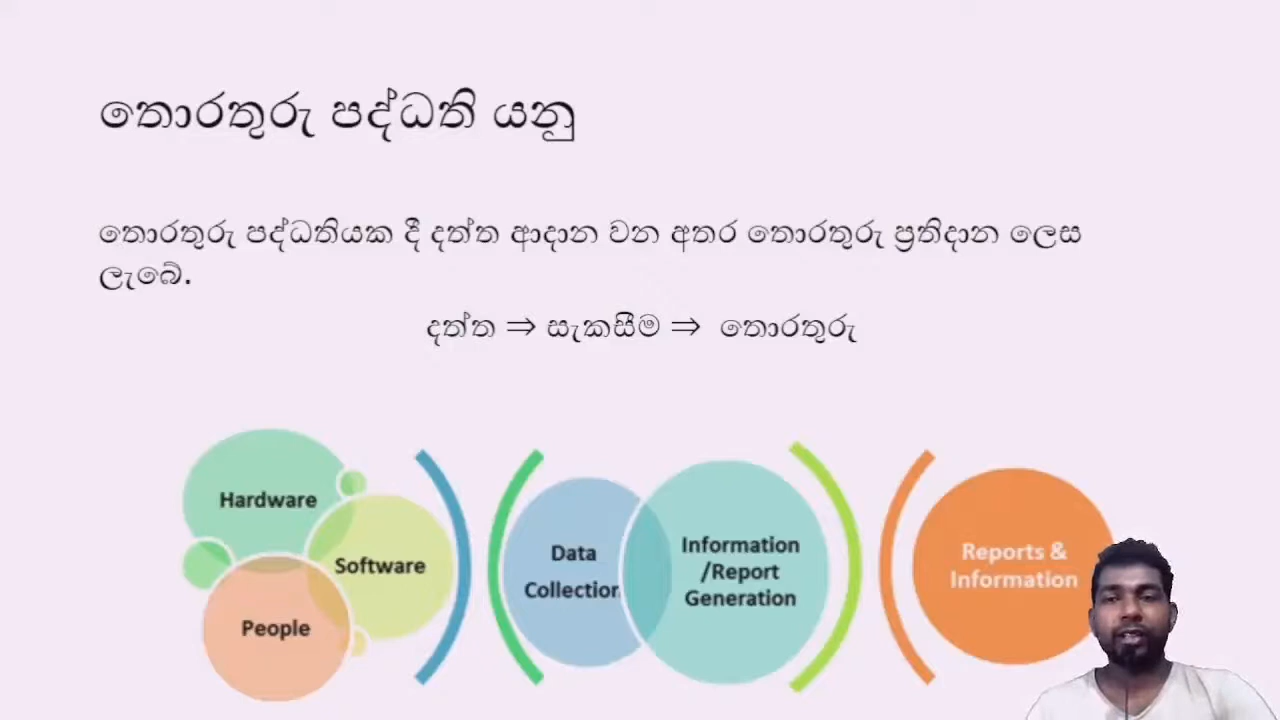 තොරතුරු පද්ධති යනු
තොරතුරු පද්ධතියක දී දත්ත ආදාන වන අතර තොරතුරු ප්‍රතිදාන ලෙස
ලැබේ.
දත්ත ⇒ සැකසීම ⇒ තොරතුරු
Hardware
Software
People
Data
Collection
Information
/Report
Generation
Reports &
Information